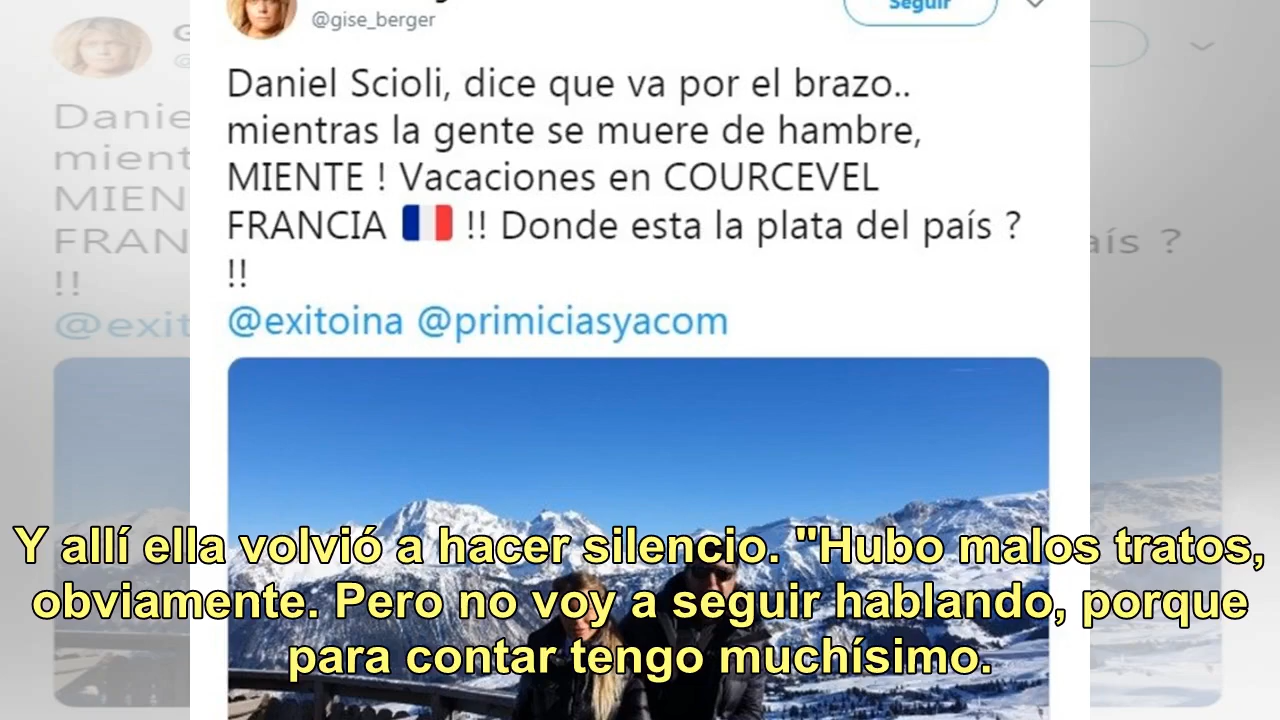 @gise_berger
Seguir
Daniel Scioli, dice que va por el brazo..
mientras la gente se muere de hambre,
MIENTE ! Vacaciones en COURCEVEL
FRANCIA 🇫🇷 !! Donde esta la plata del país ?
!!
@exitoina @primiciasyacom
Y allí ella volvió a hacer silencio. "Hubo malos tratos,
obviamente. Pero no voy a seguir hablando, porque
para contar tengo muchísimo.